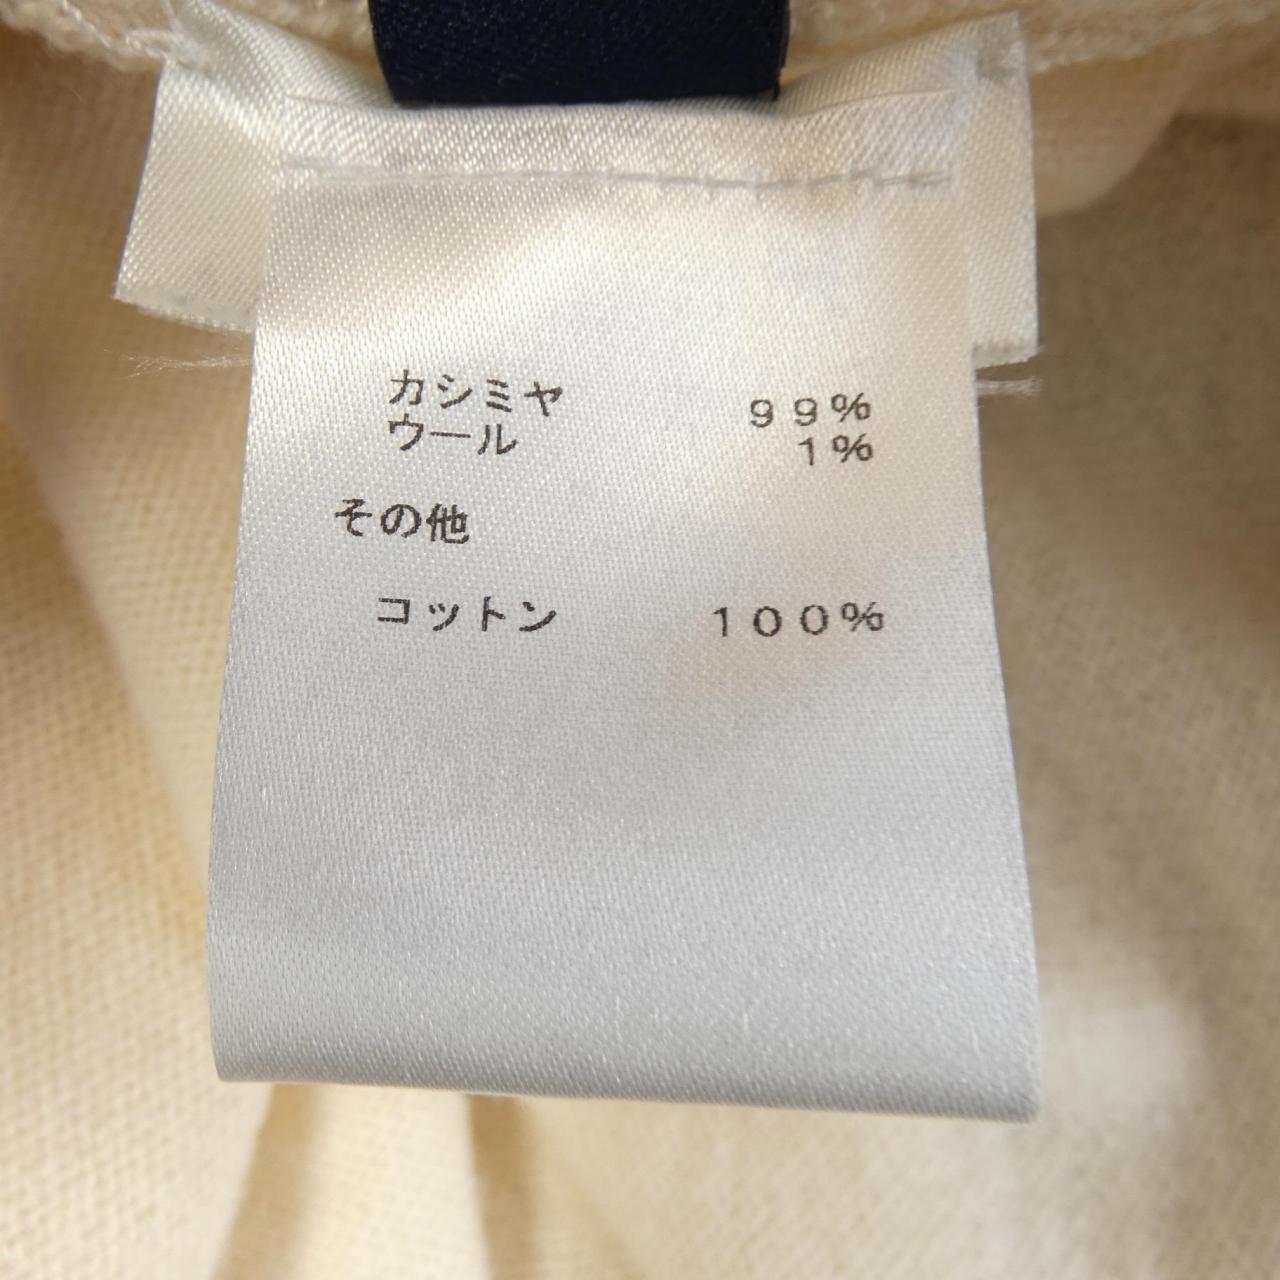 カシミヤ 99%
ウール 1%
その他
コットン 100%